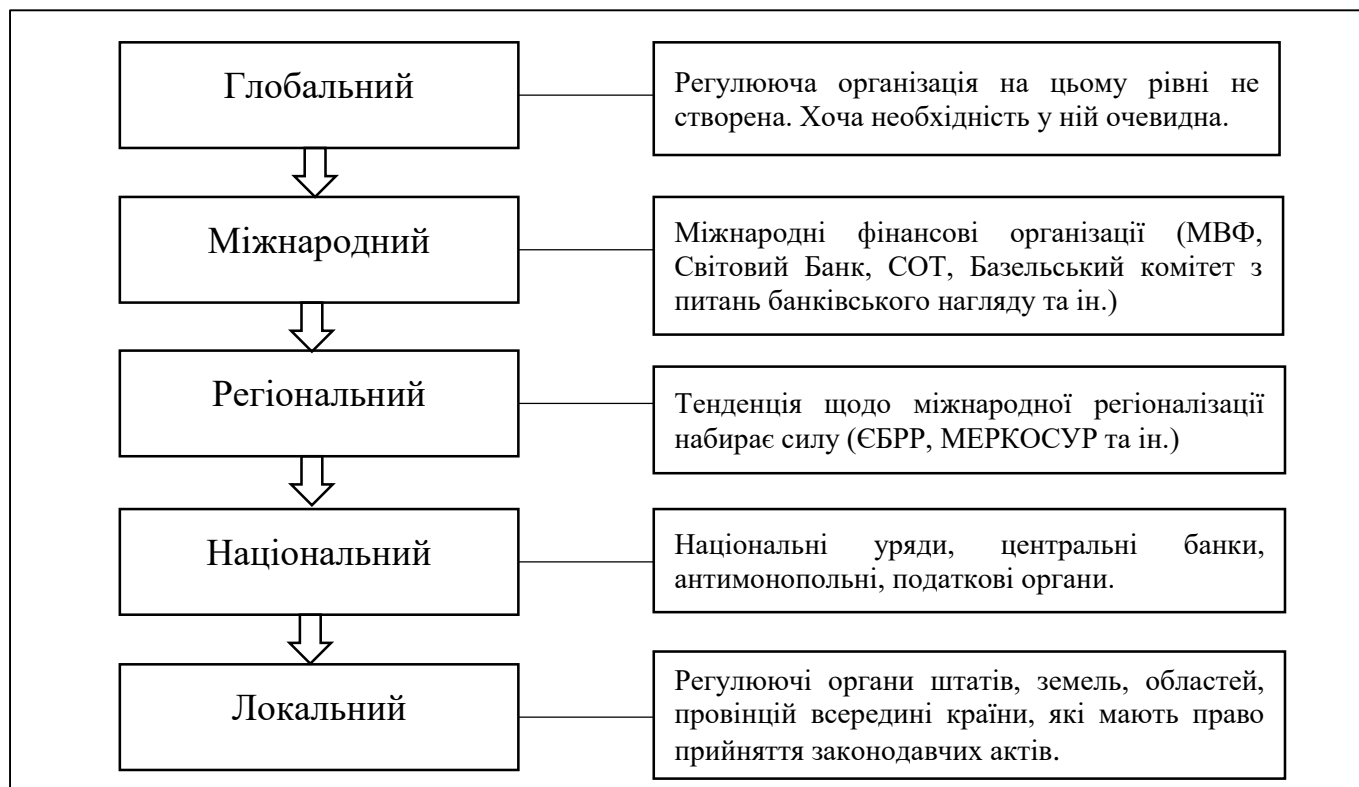 Глобальний
Регулююча організація на цьому рівні не
створена. Хоча необхідність у ній очевидна.
Міжнародний
Міжнародні фінансові організації (МВФ,
Світовий Банк, СОТ, Базельський комітет з
питань банківського нагляду та ін.)
Регіональний
Тенденція щодо міжнародної регіоналізації
набирає силу (ЄБРР, МЕРКОСУР та ін.)
Національний
Національні уряди, центральні банки,
антимонопольні, податкові органи.
Локальний
Регулюючі органи штатів, земель, областей,
провінцій всередині країни, які мають право
прийняття законодавчих актів.